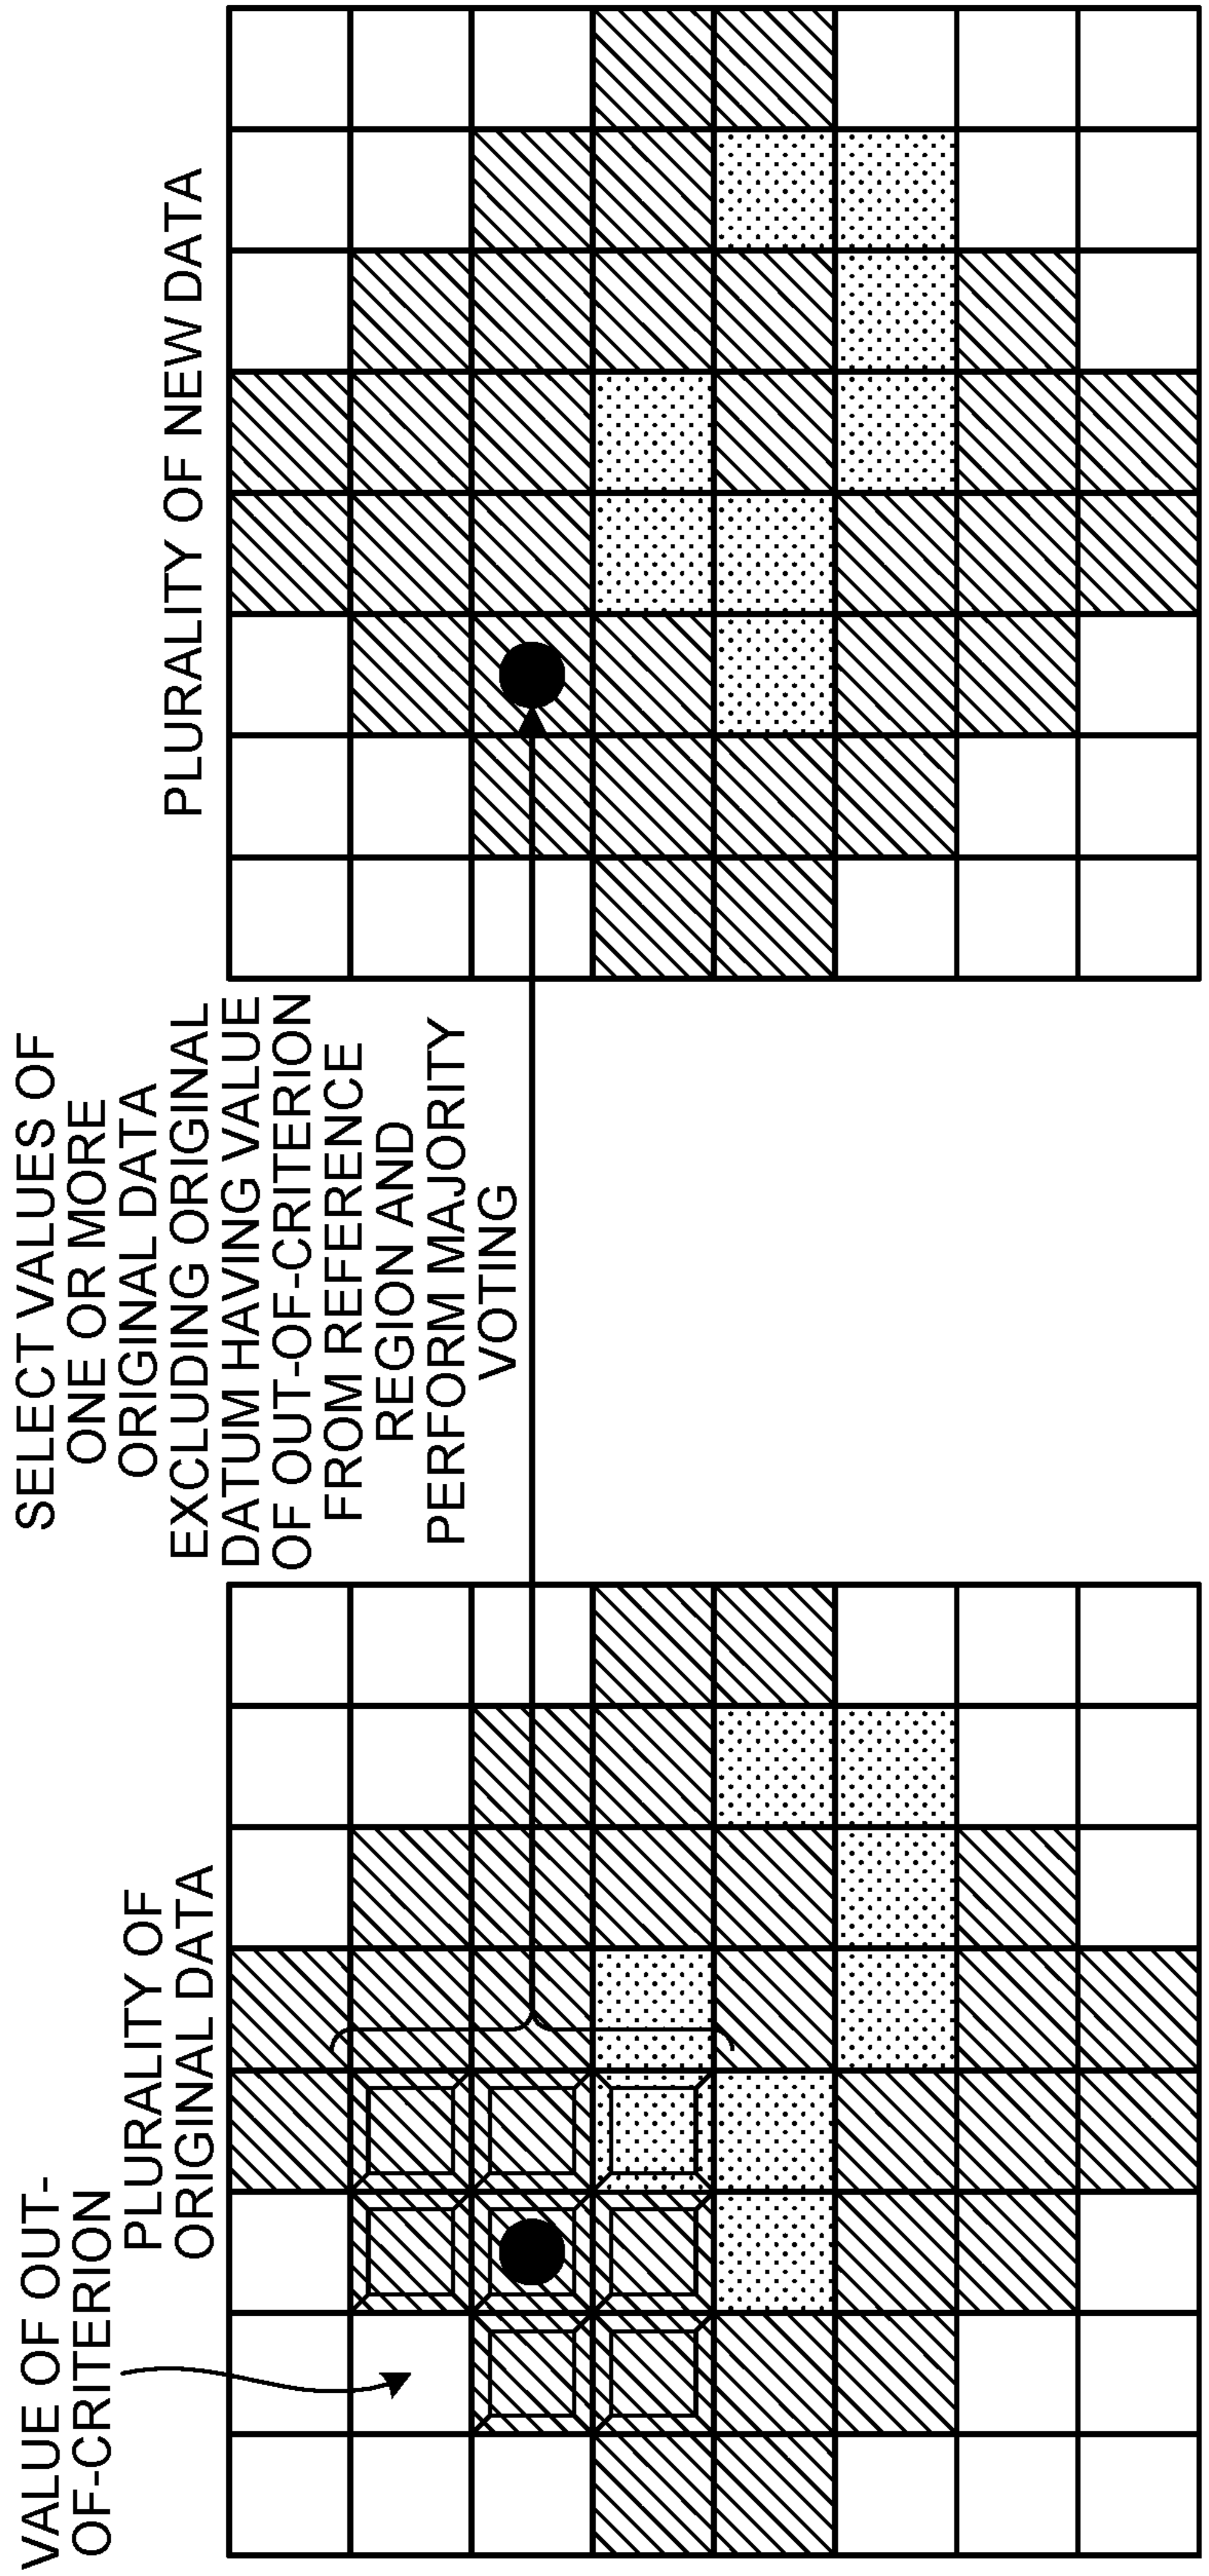 VALUE OF OUT-
OF-CRITERION
PLURALITY OF
ORIGINAL DATA
SELECT VALUES OF
ONE OR MORE
ORIGINAL DATA
EXCLUDING ORIGINAL
DATUM HAVING VALUE
OF OUT-OF-CRITERION
FROM REFERENCE
REGION AND
PERFORM MAJORITY
VOTING
PLURALITY OF NEW DATA